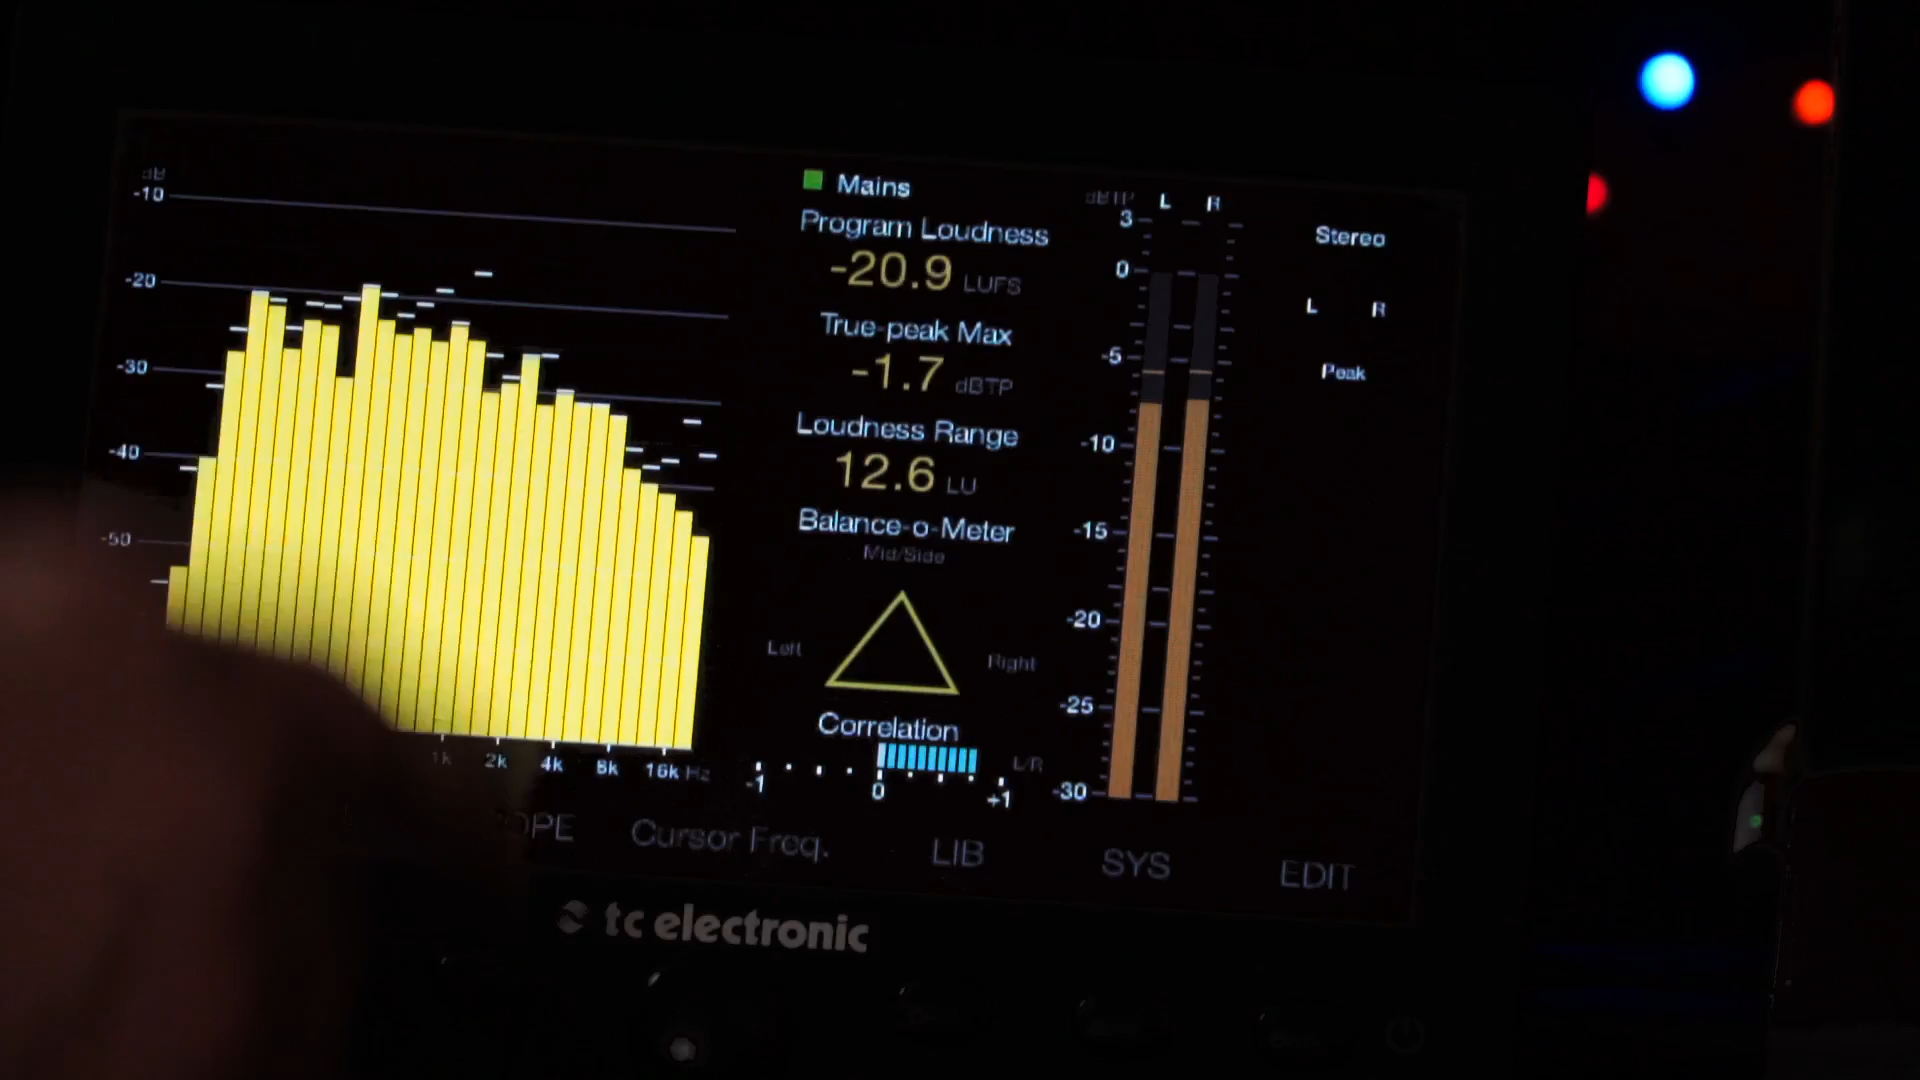 dB
-10
-20
-30
-40
-50
1k 2k 4k 8k 16k Hz
Mains
Program Loudness
-20.9 LUFS
True-peak Max
-1.7 dBTP
Loudness Range
12.6 LU
Balance-o-Meter
Mid/Side
Left Right
Correlation
L/R
-1 0 +1
dBTP L R
3
0
-5
-10
-15
-20
-25
-30
Stereo
L R
Peak
Cursor Freq. LIB SYS EDIT
tc electronic